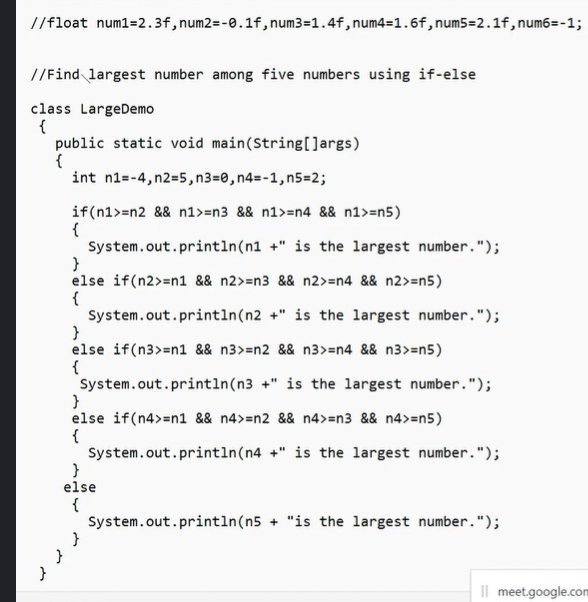 //float num1=2.3f,num2=-0.1f,num3=1.4f,num4=1.6f,num5=2.1f,num6=-1;
//Find largest number among five numbers using if-else
class LargeDemo
{
public static void main(String[]args)
{
int n1=-4,n2=5,n3=0,n4=-1,n5=2;
if(n1>=n2 && n1>=n3 && n1>=n4 && n1>=n5)
{
System.out.println(n1 +" is the largest number.");
}
else if(n2>=n1 && n2>=n3 && n2>=n4 && n2>=n5)
{
System.out.println(n2 +" is the largest number.");
}
else if(n3>=n1 && n3>=n2 && n3>=n4 && n3>=n5)
{
System.out.println(n3 +" is the largest number.");
}
else if(n4>=n1 && n4>=n2 && n4>=n3 && n4>=n5)
{
System.out.println(n4 +" is the largest number.");
}
else
{
System.out.println(n5 + "is the largest number.");
}
}
}
meet.google.com